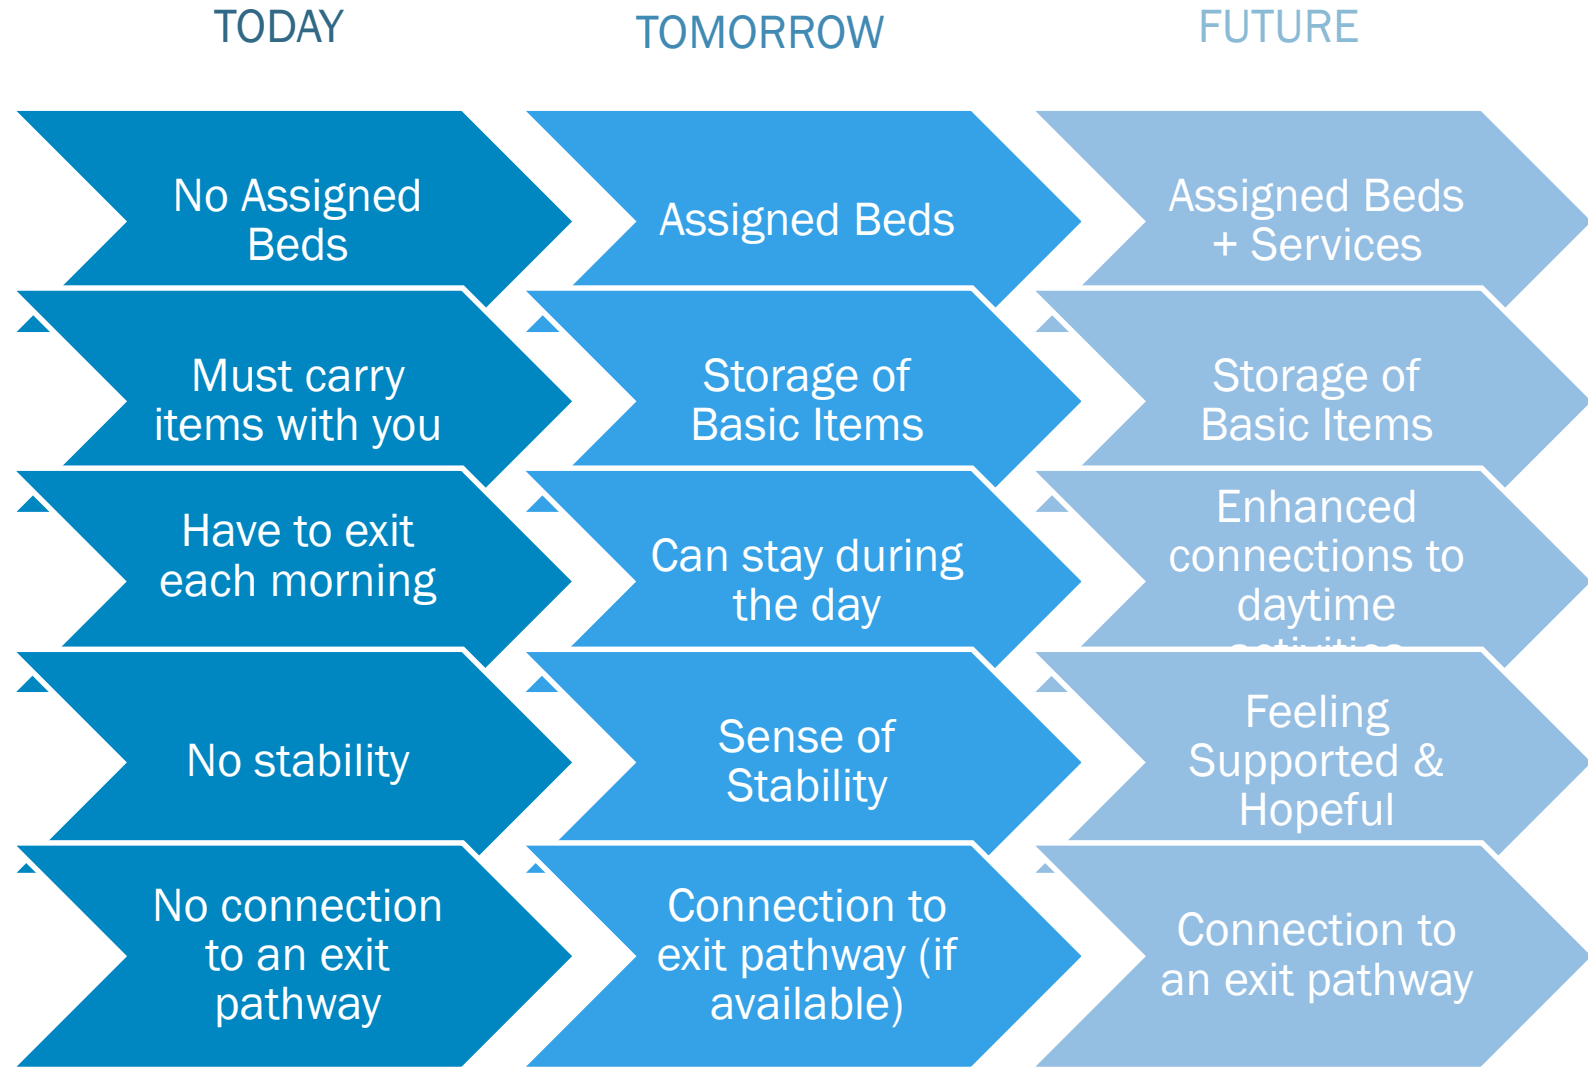 TODAY
TOMORROW
FUTURE
No Assigned
Beds
Assigned Beds
Assigned Beds
+ Services
Must carry
items with you
Storage of
Basic Items
Storage of
Basic Items
Have to exit
each morning
Can stay during
the day
Enhanced
connections to
daytime
activities
No stability
Sense of
Stability
Feeling
Supported &
Hopeful
No connection
to an exit
pathway
Connection to
exit pathway (if
available)
Connection to
an exit pathway